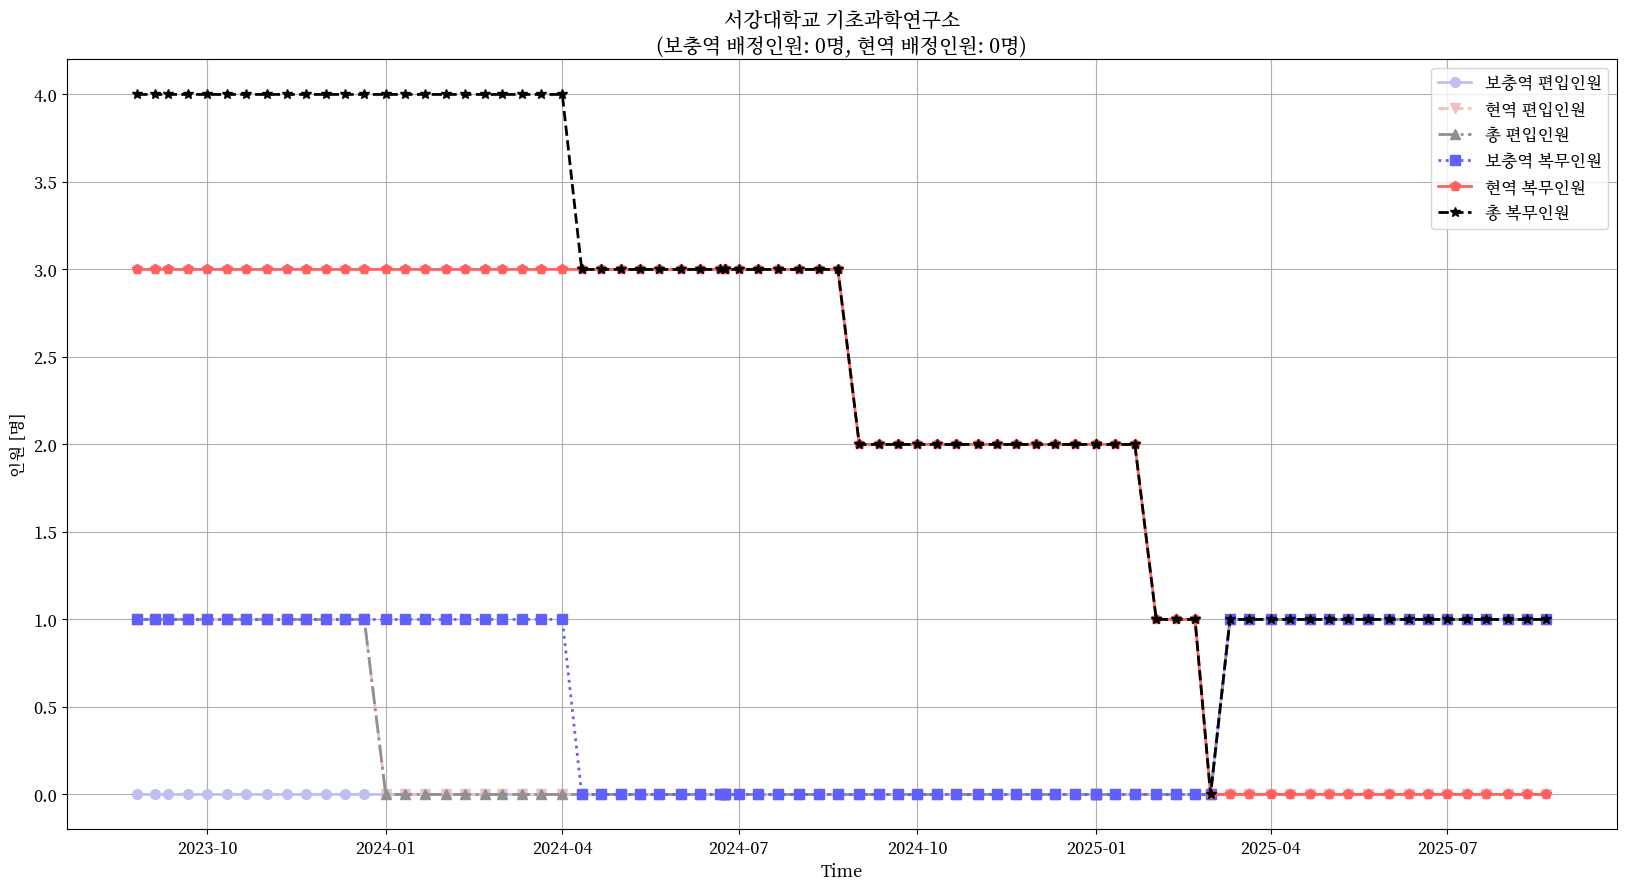 서강대학교 기초과학연구소
(보충역 배정인원: 0명, 현역 배정인원: 0명)
보충역 편입인원
현역 편입인원
총 편입인원
보충역 복무인원
현역 복무인원
총 복무인원
인원 [명]
4.0
3.5
3.0
2.5
2.0
1.5
1.0
0.5
0.0
2023-10
2024-01
2024-04
2024-07
2024-10
2025-01
2025-04
2025-07
Time